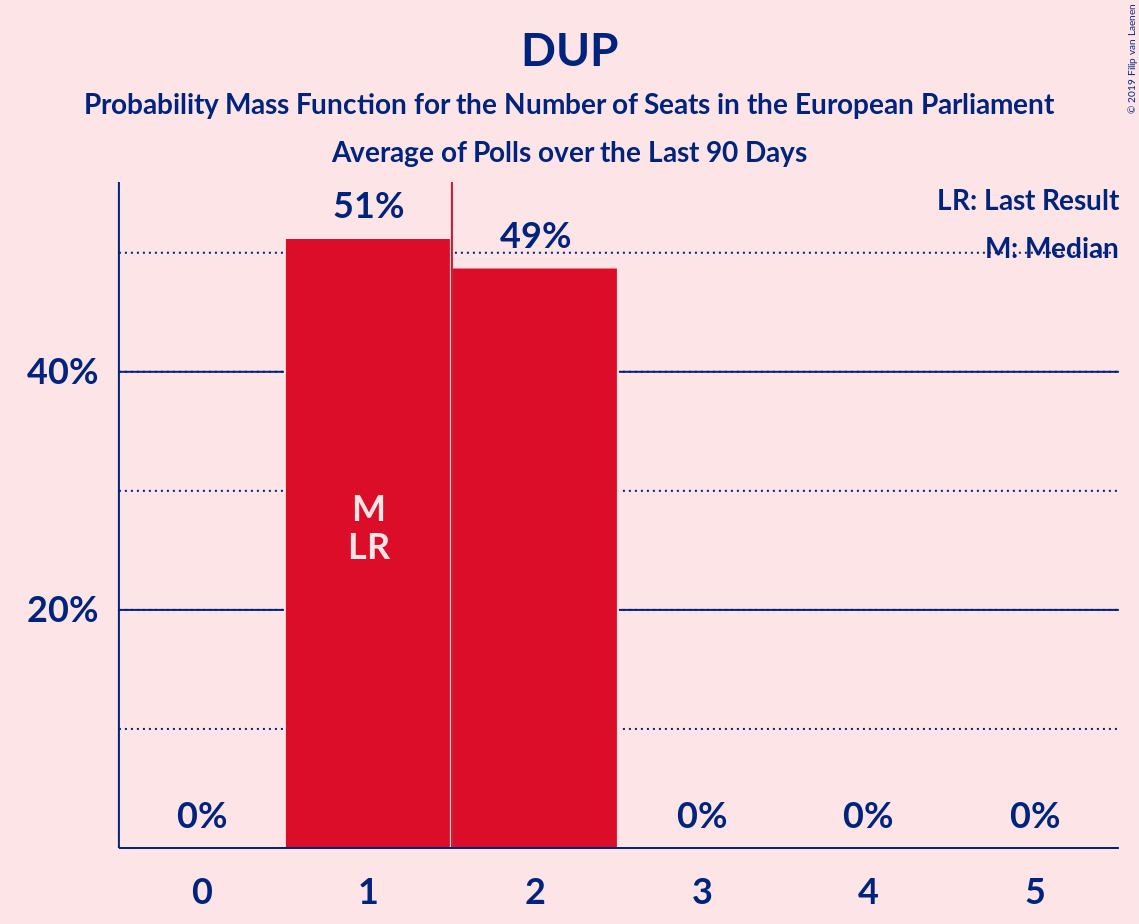 DUP
Probability Mass Function for the Number of Seats in the European Parliament
Average of Polls over the Last 90 Days
© 2019 Filip van Laenen
LR: Last Result
M: Median
51%
49%
40%
M
LR
20%
0%
0%
0%
0%
0
1
2
3
4
5